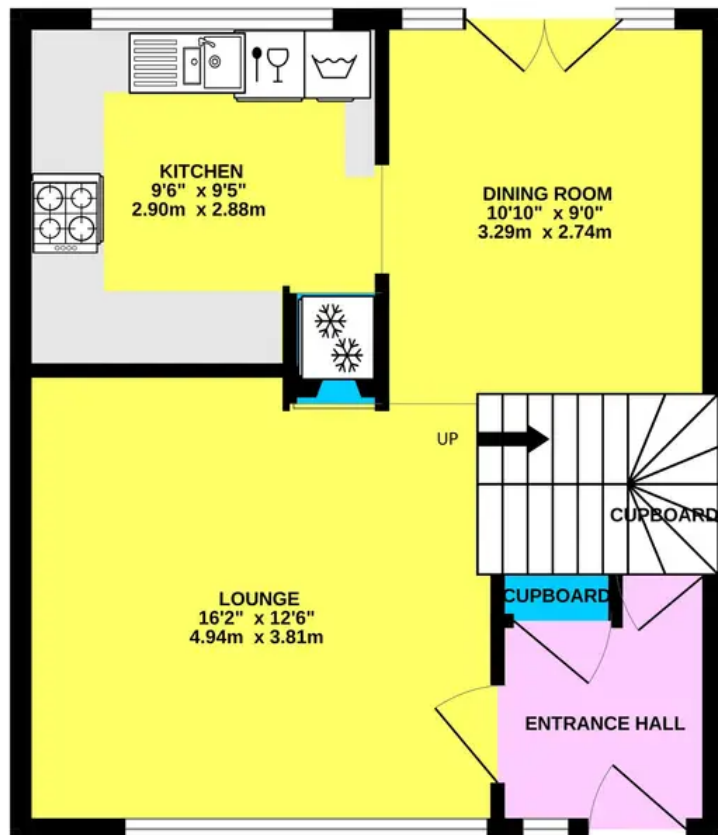 KITCHEN
9'6" x 9'5"
2.90m x 2.88m
DINING ROOM
10'10" x 9'0"
3.29m x 2.74m
UP
CUPBOARD
CUPBOARD
LOUNGE
16'2" x 12'6"
4.94m x 3.81m
ENTRANCE HALL